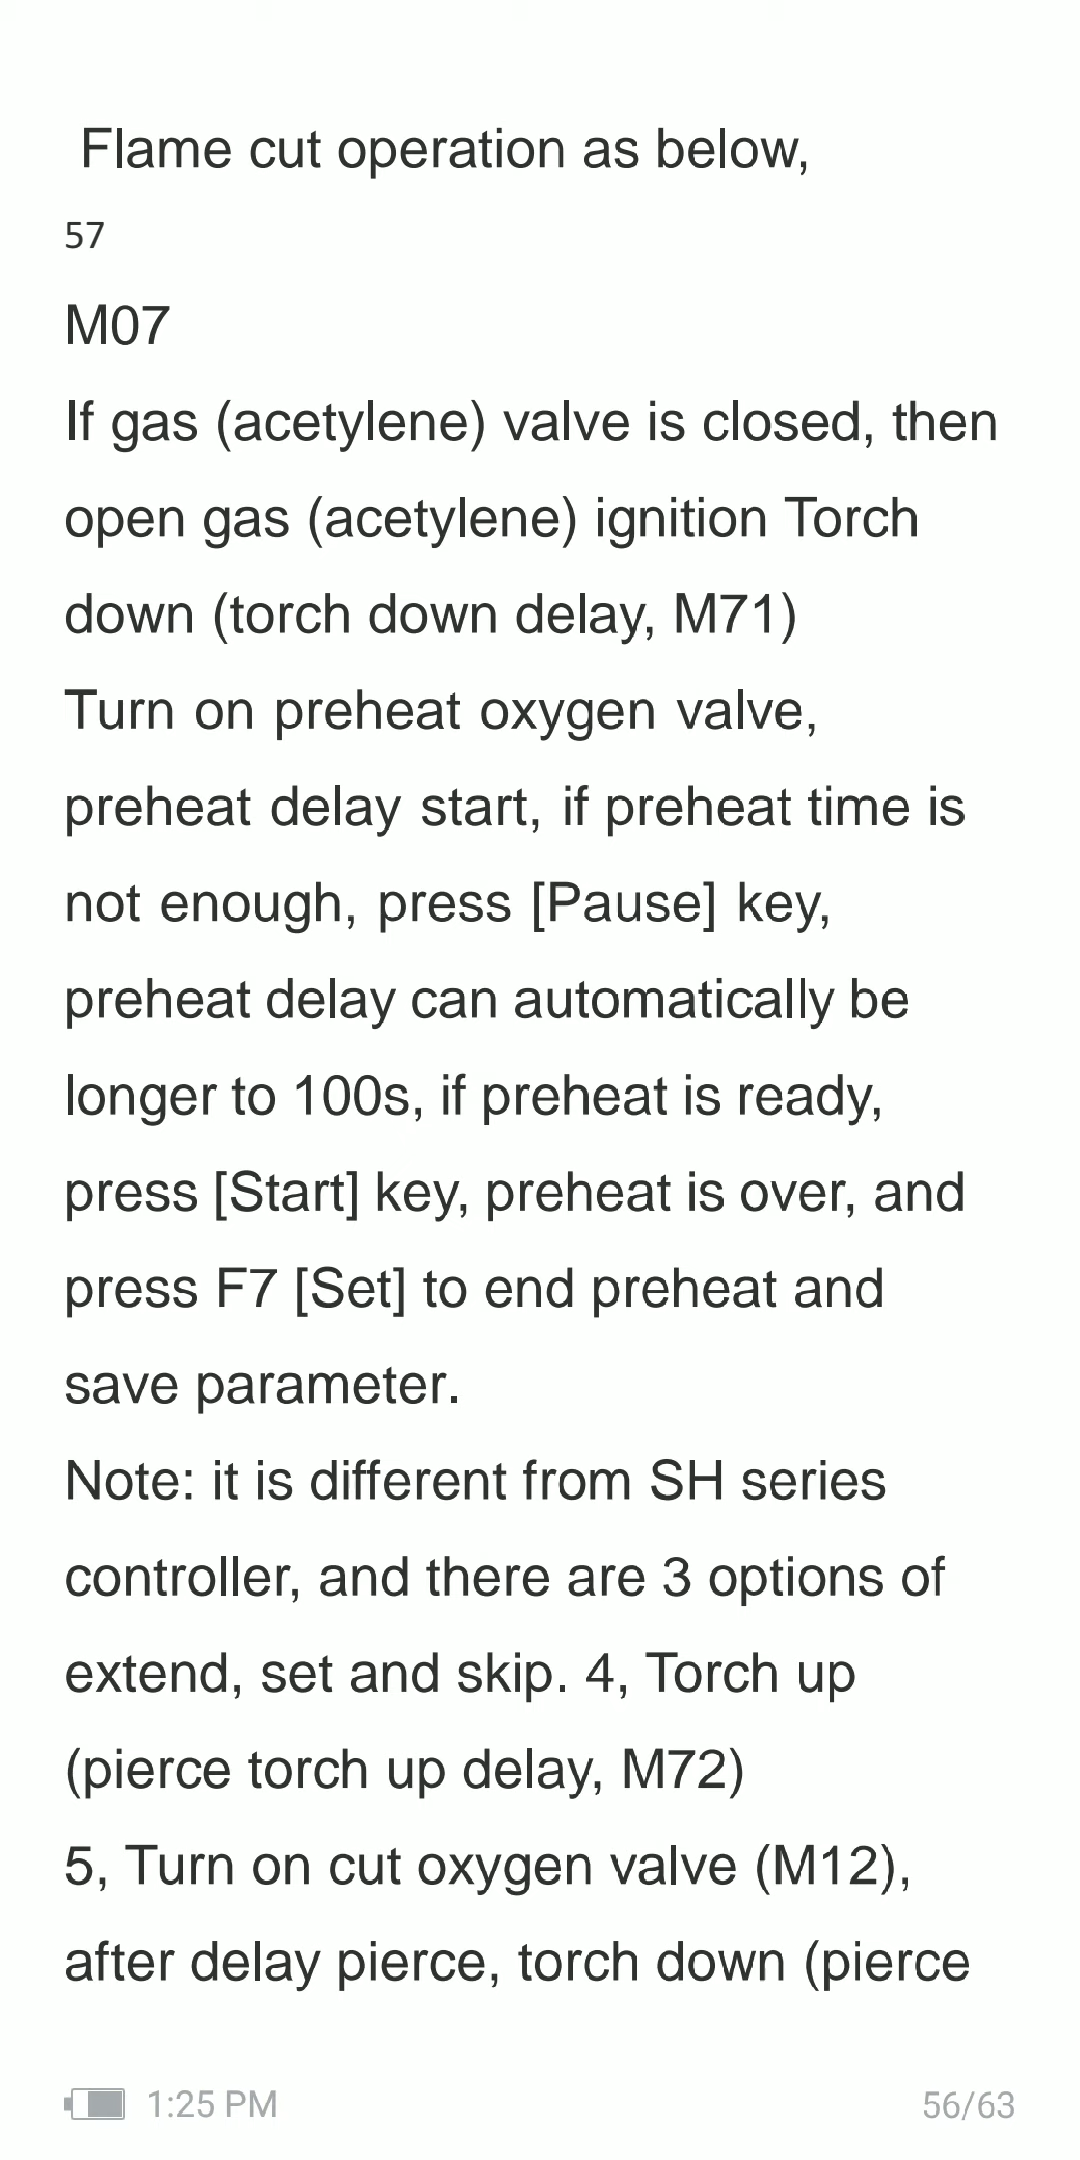 Flame cut operation as below,
57
M07
If gas (acetylene) valve is closed, then
open gas (acetylene) ignition Torch
down (torch down delay, M71)
Turn on preheat oxygen valve,
preheat delay start, if preheat time is
not enough, press [Pause] key,
preheat delay can automatically be
longer to 100s, if preheat is ready,
press [Start] key, preheat is over, and
press F7 [Set] to end preheat and
save parameter.
Note: it is different from SH series
controller, and there are 3 options of
extend, set and skip. 4, Torch up
(pierce torch up delay, M72)
5, Turn on cut oxygen valve (M12),
after delay pierce, torch down (pierce
1:25 PM
56/63